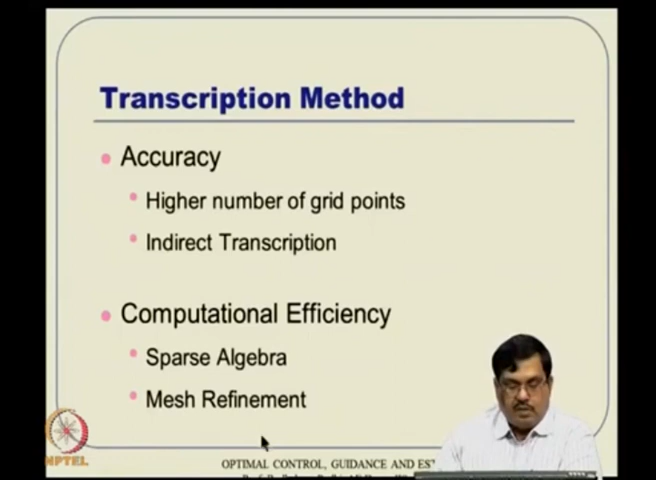 Transcription Method
Accuracy
Higher number of grid points
Indirect Transcription
Computational Efficiency
Sparse Algebra
Mesh Refinement
NPTEL
OPTIMAL CONTROL, GUIDANCE AND EST